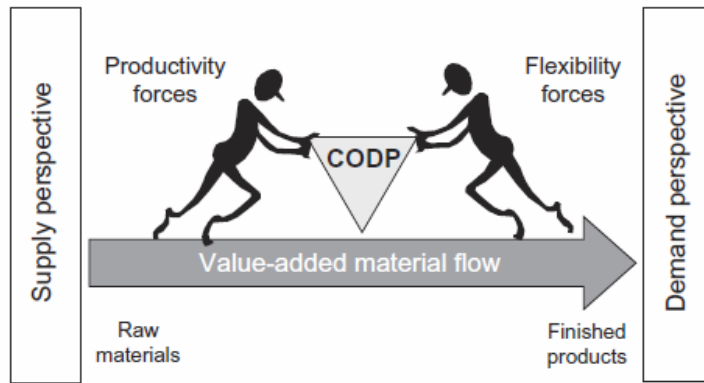 Supply perspective
Productivity
forces
Flexibility
forces
CODP
Value-added material flow
Raw
materials
Finished
products
Demand perspective